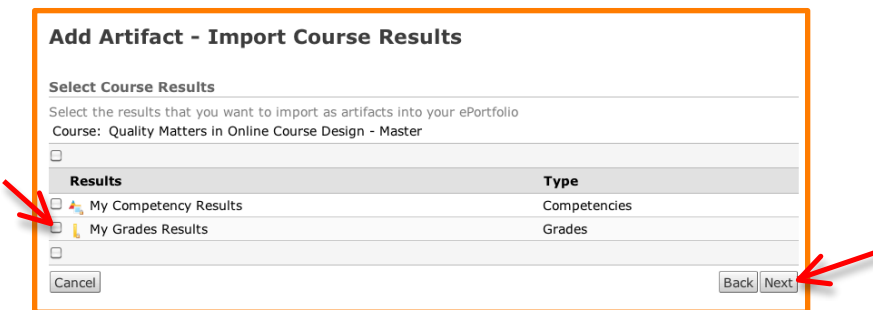 Add Artifact - Import Course Results
Select Course Results
Select the results that you want to import as artifacts into your ePortfolio
Course: Quality Matters in Online Course Design - Master
Results Type
My Competency Results Competencies
My Grades Results Grades
Cancel Back Next